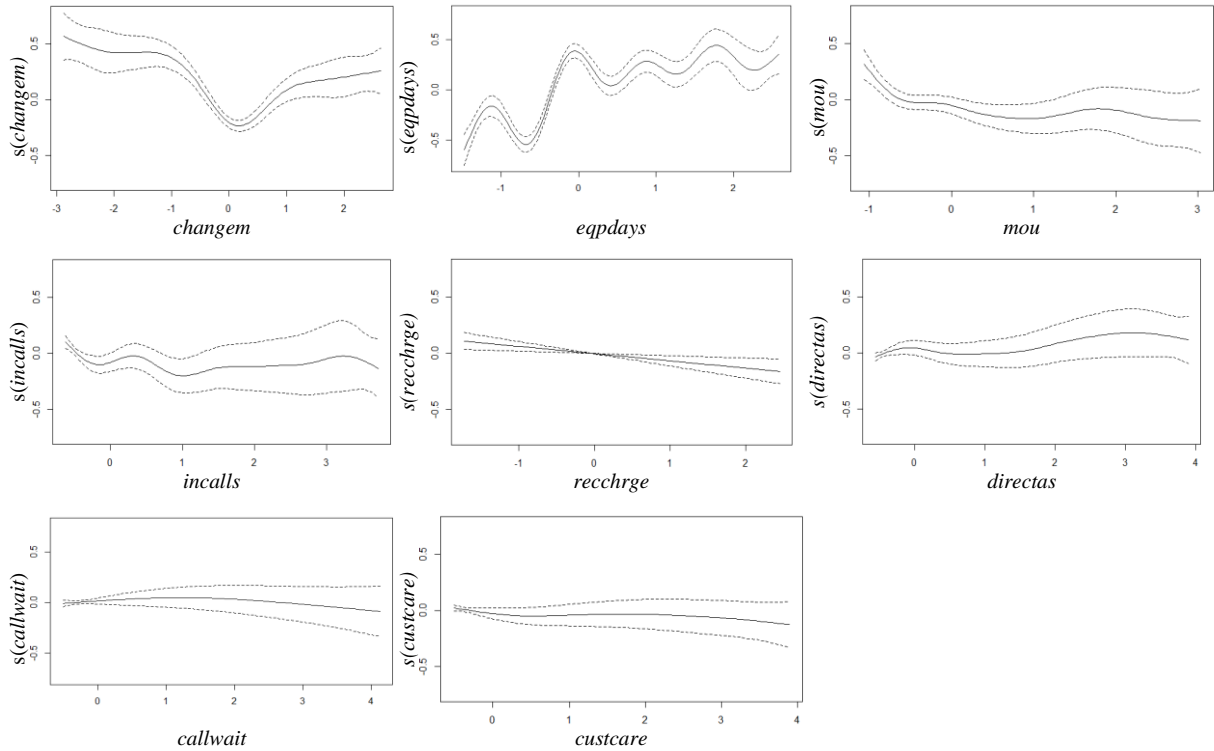 s(changem)
0.5
0.0
-0.5
-3 -2 -1 0 1 2
changem
s(eqpdays)
0.5
0.0
-0.5
-1 0 1 2
eqpdays
s(mou)
0.5
0.0
-0.5
-1 0 1 2 3
mou
s(incalls)
0.5
0.0
-0.5
0 1 2 3
incalls
s(recchrge)
0.5
0.0
-0.5
-1 0 1 2
recchrge
s(directas)
0.5
0.0
-0.5
0 1 2 3 4
directas
s(callwait)
0.5
0.0
-0.5
0 1 2 3 4
callwait
s(custcare)
0.5
0.0
-0.5
0 1 2 3 4
custcare